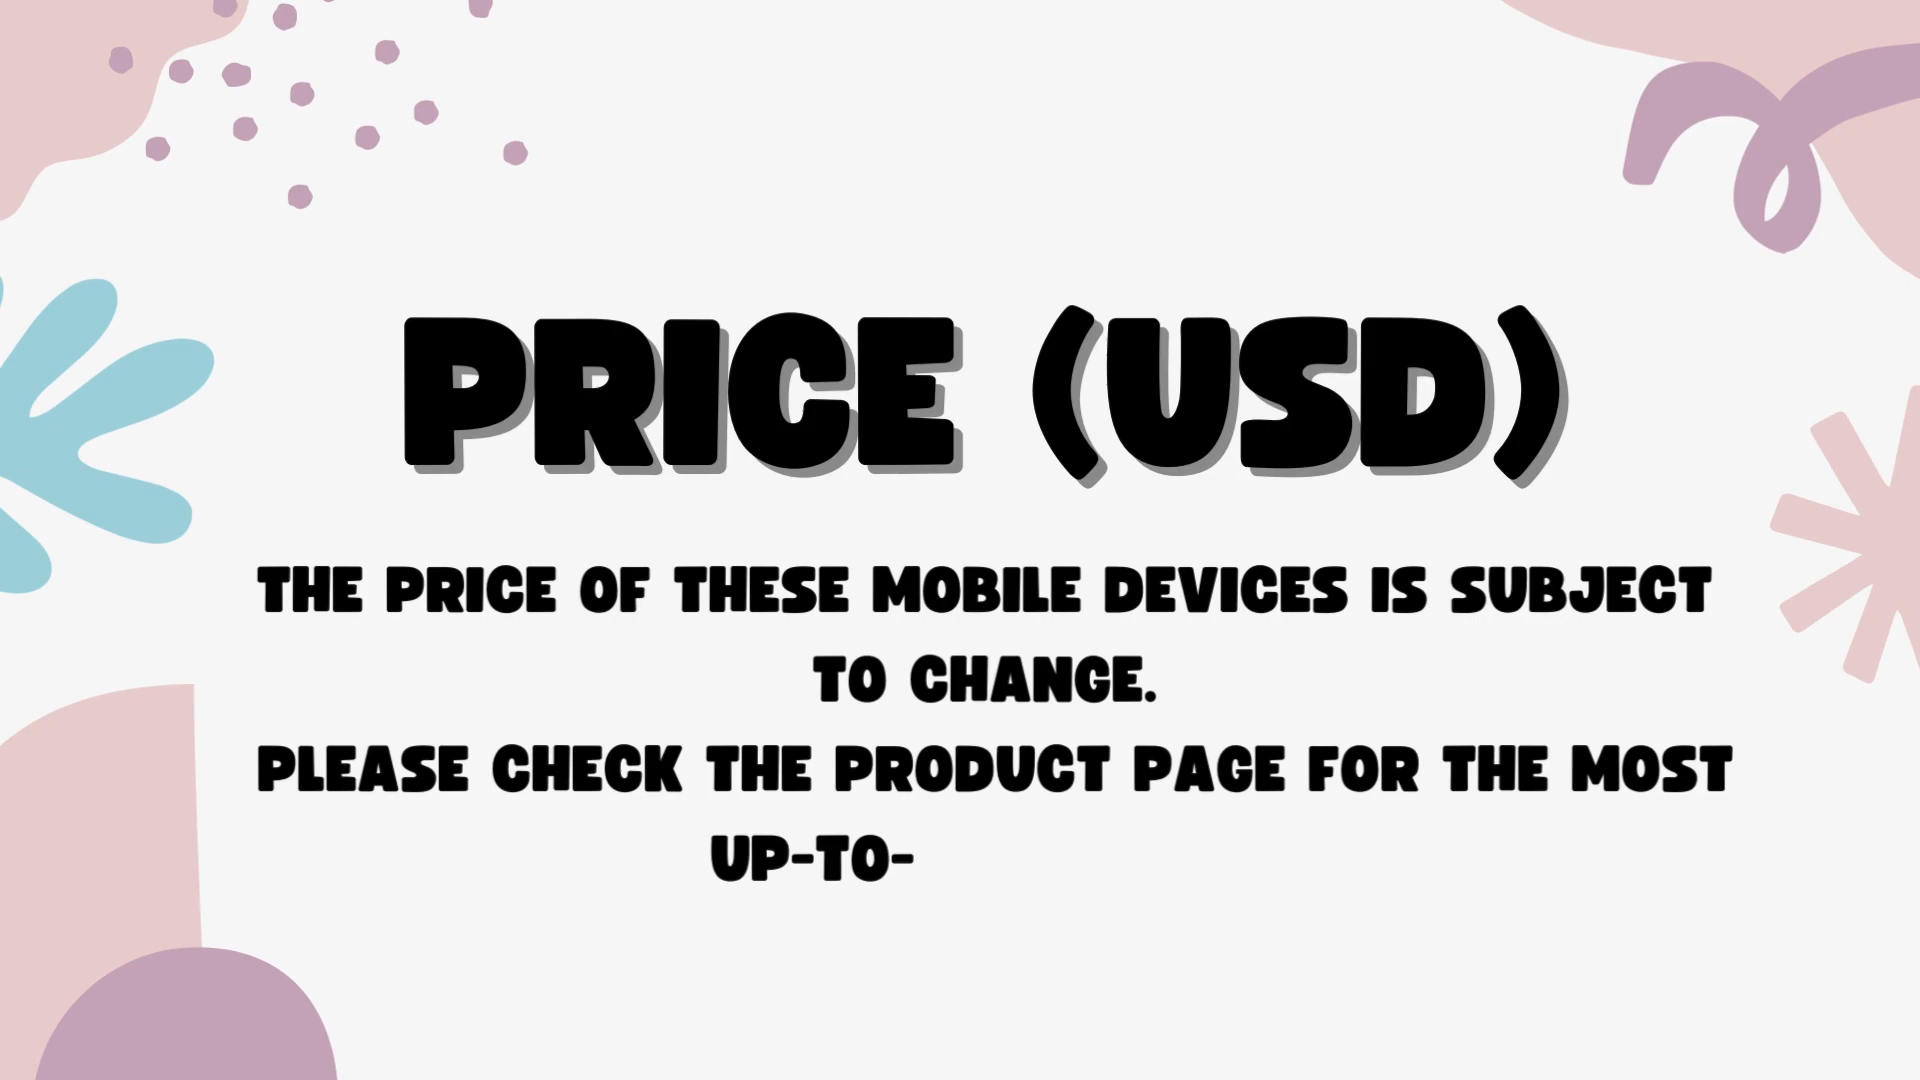 PRICE (USD)
THE PRICE OF THESE MOBILE DEVICES IS SUBJECT
TO CHANGE.
PLEASE CHECK THE PRODUCT PAGE FOR THE MOST
UP-TO-